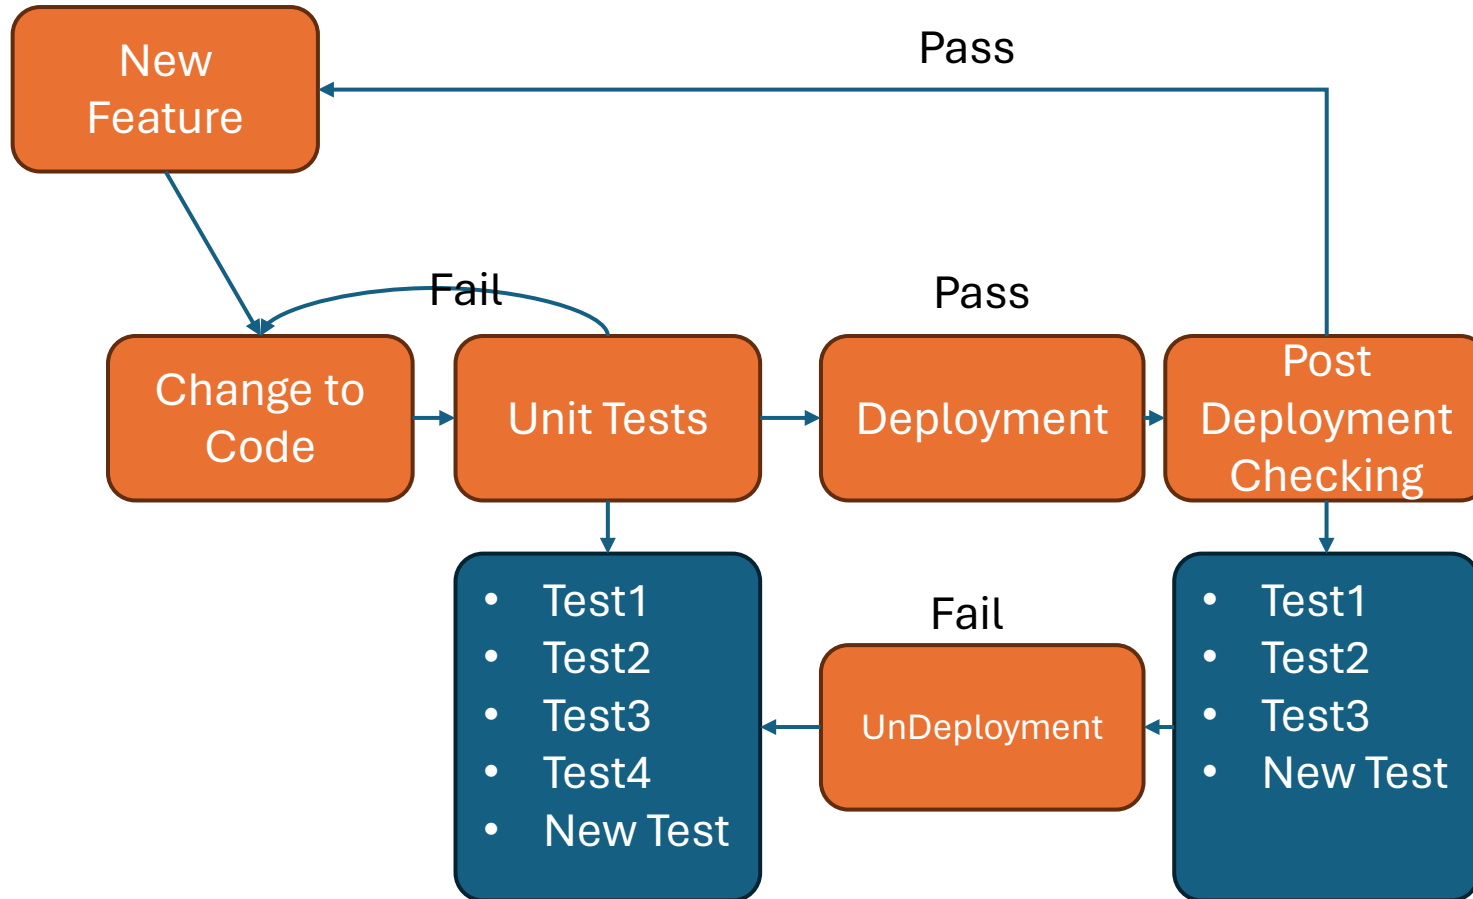 New
Feature
Pass
Fail
Pass
Change to
Code
Unit Tests
Deployment
Post
Deployment
Checking
• Test1
• Test2
• Test3
• Test4
• New Test
Fail
UnDeployment
• Test1
• Test2
• Test3
• New Test